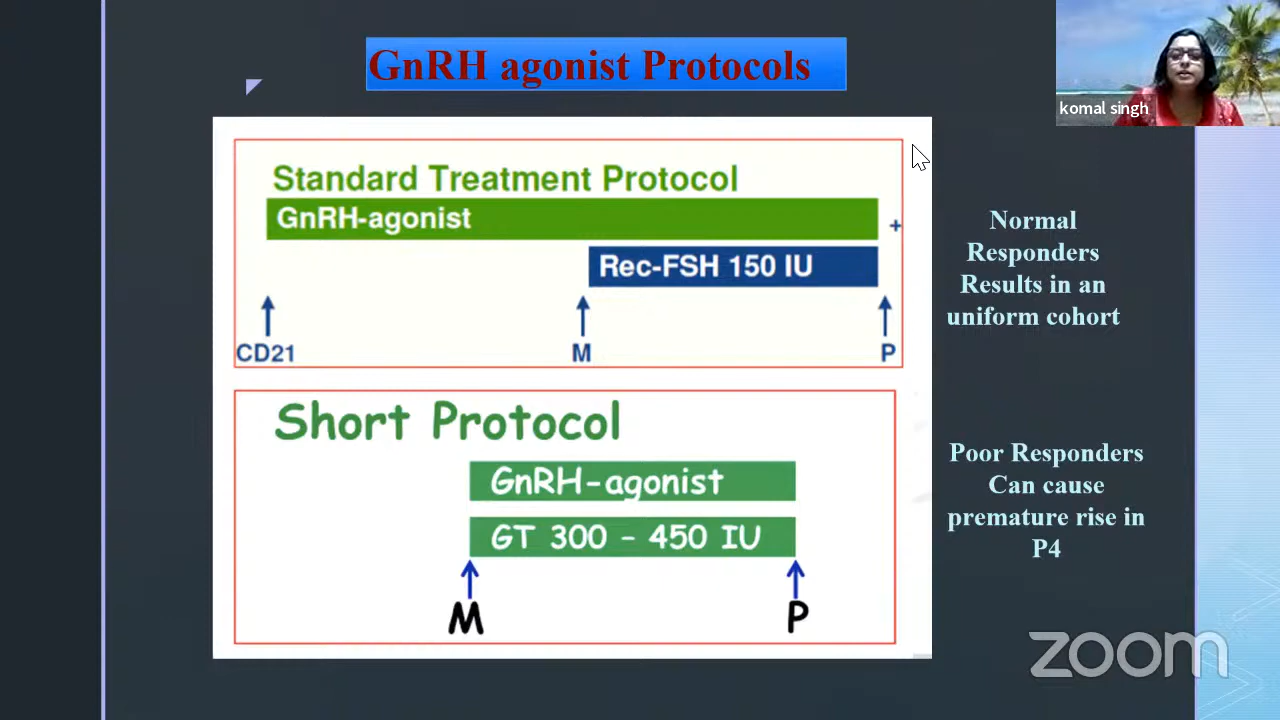 GnRH agonist Protocols
komal singh
Standard Treatment Protocol
GnRH-agonist
+
Rec-FSH 150 IU
CD21
M
P
Normal
Responders
Results in an
uniform cohort
Short Protocol
GnRH-agonist
GT 300 - 450 IU
M
P
Poor Responders
Can cause
premature rise in
P4
zoom